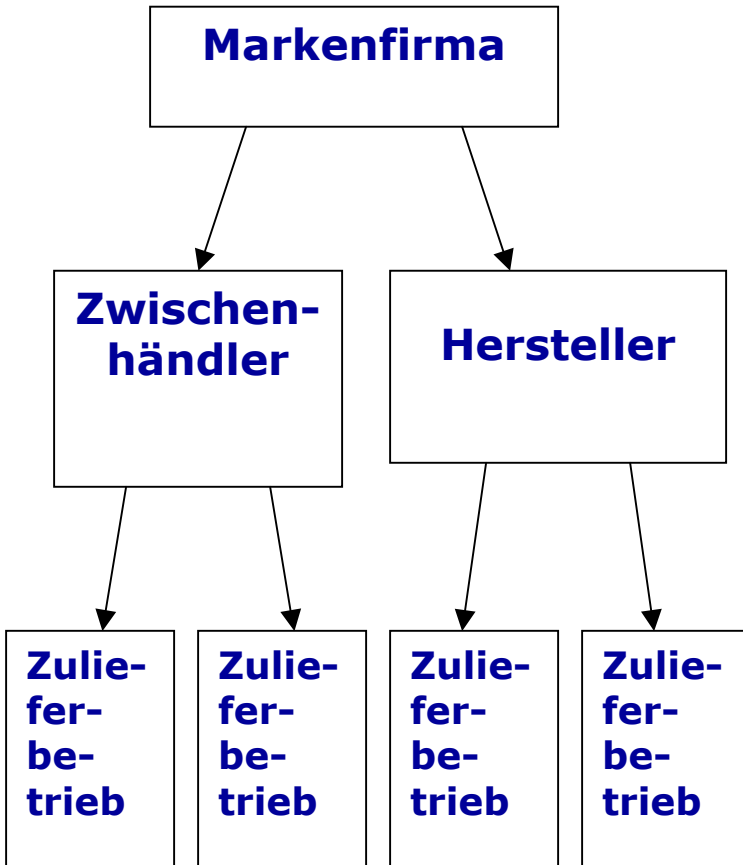 Markenfirma
Zwischen-
händler
Hersteller
Zulie-
fer-
be-
trieb
Zulie-
fer-
be-
trieb
Zulie-
fer-
be-
trieb
Zulie-
fer-
be-
trieb